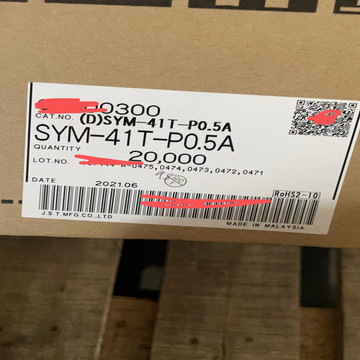 0300
CAT.NO. (D)SYM-41T-P0.5A
SYM-41T-P0.5A
QUANTITY 20,000
LOT.NO. -0475,0474,0473,0472,0471
DATE 2021.06
RoHS2-10
J.S.T.MFG.CO.,LTD
MADE IN MALAYSIA